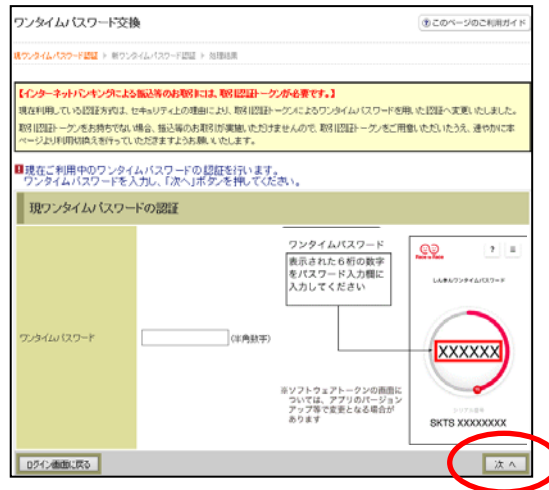 ワンタイムパスワード交換
このページのご利用ガイド
現ワンタイムパスワード認証 > 新ワンタイムパスワード認証 > 処理結果
【インターネットバンキングによる振込等のお取引には、取引認証トークンが必要です。】
現在利用している認証方式は、セキュリティ上の理由により、取引認証トークンによるワンタイムパスワードを用いた認証へ変更いたしました。
取引認証トークンをお持ちでない場合、振込等のお取引が実施いただけませんので、取引認証トークンをご用意いただいたうえ、速やかに本
ページより利用切換えを行っていただきますようお願いいたします。
現在ご利用中のワンタイムパスワードの認証を行います。
ワンタイムパスワードを入力し、「次へ」ボタンを押してください。
現ワンタイムパスワードの認証
ワンタイムパスワード
(半角数字)
ワンタイムパスワード
表示された6桁の数字
をパスワード入力欄に
入力してください
※ソフトウェアトークンの画面に
ついては、アプリのバージョン
アップ等で変更となる場合が
あります
?
しんきんワンタイムパスワード
XXXXXX
シリアル番号
SKTS XXXXXXXX
ログイン画面に戻る
次 へ